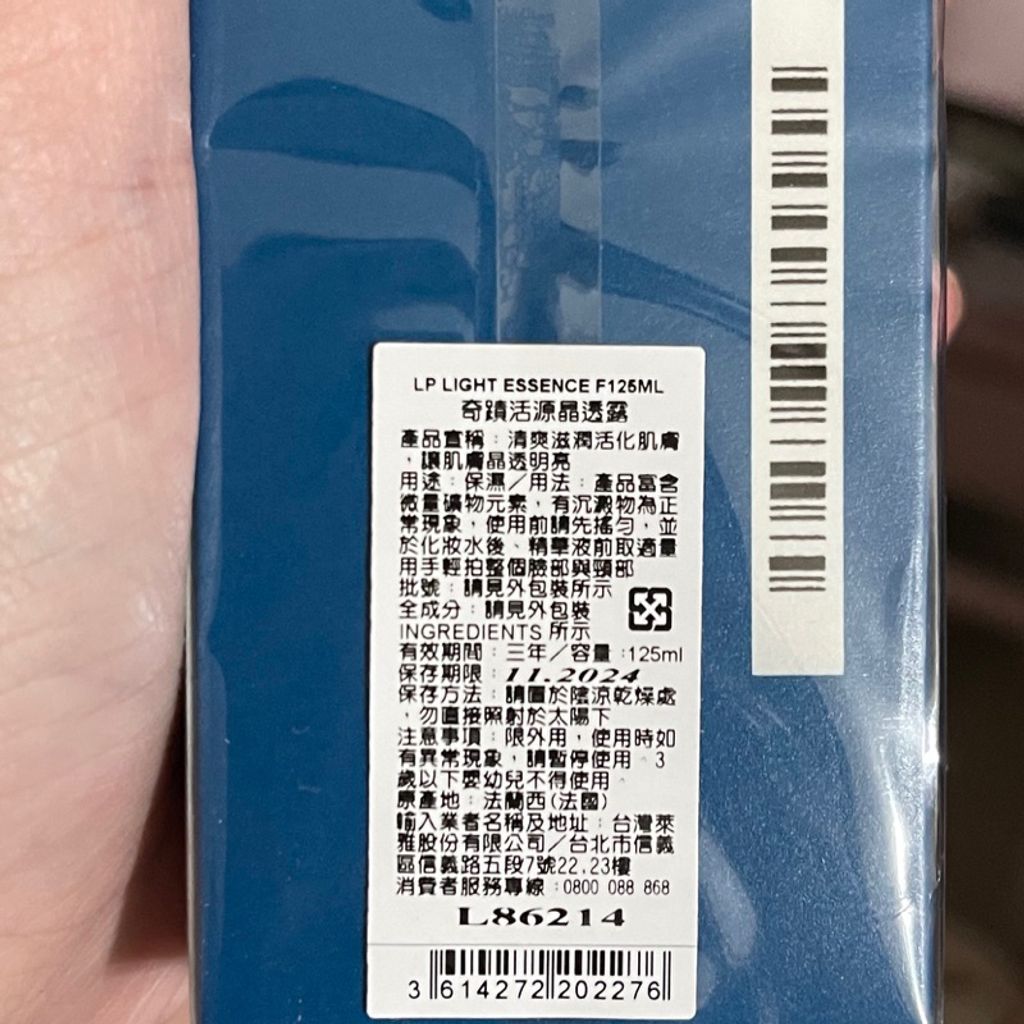 LP LIGHT ESSENCE F125ML
奇蹟活源晶透露
產品宣稱：清爽滋潤活化肌膚
，讓肌膚晶透明亮
用途：保濕／用法：產品富含
微量礦物元素，有沉澱物為正
常現象，使用前請先搖勻，並
於化妝水後、精華液前取適量
用手輕拍整個臉部與頸部
批號：請見外包裝所示
全成分：請見外包裝
INGREDIENTS 所示
有效期間：三年／容量：125ml
保存期限：11.2024
保存方法：請置於陰涼乾燥處
，勿直接照射於太陽下
注意事項：限外用，使用時如
有異常現象，請暫停使用。3
歲以下嬰幼兒不得使用。
原產地：法蘭西(法國)
輸入業者名稱及地址：台灣萊
雅股份有限公司／台北市信義
區信義路五段7號22,23樓
消費者服務專線：0800 088 868
L86214
3 614272 202276